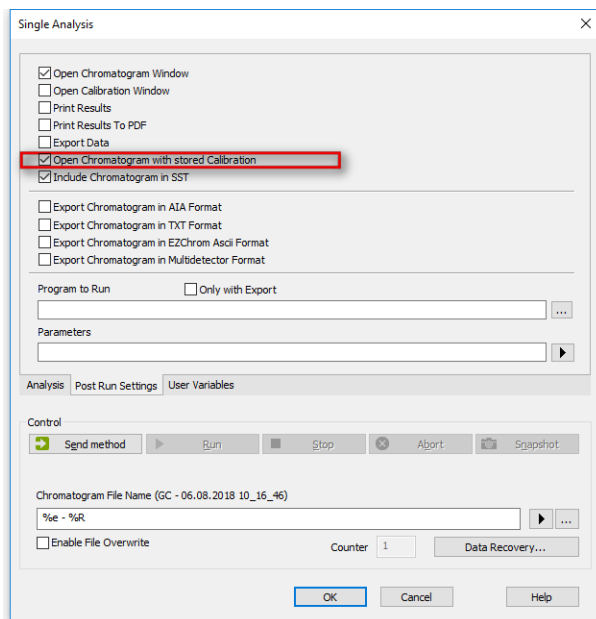 Single Analysis
Open Chromatogram Window
Open Calibration Window
Print Results
Print Results To PDF
Export Data
Open Chromatogram with stored Calibration
Include Chromatogram in SST
Export Chromatogram in AIA Format
Export Chromatogram in TXT Format
Export Chromatogram in EZChrom Ascii Format
Export Chromatogram in Multidetector Format
Program to Run Only with Export
...
Parameters
Analysis Post Run Settings User Variables
Control
Send method Run Stop Abort Snapshot
Chromatogram File Name (GC - 06.08.2018 10_16_46)
%e - %R ...
Enable File Overwrite Counter 1 Data Recovery...
OK Cancel Help